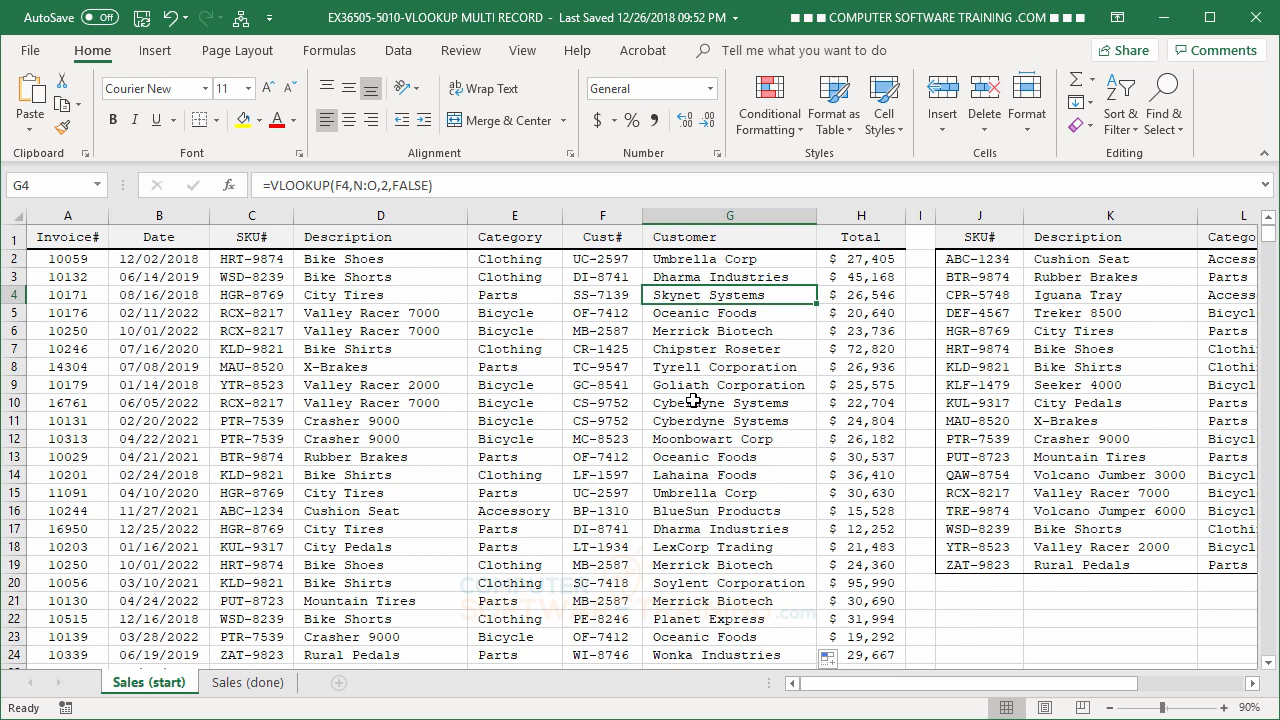 AutoSave Off EX36505-5010-VLOOKUP MULTI RECORD - Last Saved 12/26/2018 09:52 PM COMPUTER SOFTWARE TRAINING .COM
File Home Insert Page Layout Formulas Data Review View Help Acrobat Tell me what you want to do Share Comments
Courier New 11 General
Wrap Text
Paste Conditional Format as Cell Insert Delete Format Sort & Find &
B I U A Merge & Center $ % Formatting Table Styles Filter Select
Clipboard Font Alignment Number Styles Cells Editing
G4 fx =VLOOKUP(F4,N:O,2,FALSE)
A B C D E F G H I J K L
1 Invoice# Date SKU# Description Category Cust# Customer Total SKU# Description Catego
2 10059 12/02/2018 HRT-9874 Bike Shoes Clothing UC-2597 Umbrella Corp $ 27,405 ABC-1234 Cushion Seat Access
3 10132 06/14/2019 WSD-8239 Bike Shorts Clothing DI-8741 Dharma Industries $ 45,168 BTR-9874 Rubber Brakes Parts
4 10171 08/16/2018 HGR-8769 City Tires Parts SS-7139 Skynet Systems $ 26,546 CPR-5748 Iguana Tray Access
5 10176 02/11/2022 RCX-8217 Valley Racer 7000 Bicycle OF-7412 Oceanic Foods $ 20,640 DEF-4567 Treker 8500 Bicycl
6 10250 10/01/2022 RCX-8217 Valley Racer 7000 Bicycle MB-2587 Merrick Biotech $ 23,736 HGR-8769 City Tires Parts
7 10246 07/16/2020 KLD-9821 Bike Shirts Clothing CR-1425 Chipster Roseter $ 72,820 HRT-9874 Bike Shoes Clothi
8 14304 07/08/2019 MAU-8520 X-Brakes Parts TC-9547 Tyrell Corporation $ 26,936 KLD-9821 Bike Shirts Clothi
9 10179 01/14/2018 YTR-8523 Valley Racer 2000 Bicycle GC-8541 Goliath Corporation $ 25,575 KLF-1479 Seeker 4000 Bicycl
10 16761 06/05/2022 RCX-8217 Valley Racer 7000 Bicycle CS-9752 Cyberdyne Systems $ 22,704 KUL-9317 City Pedals Parts
11 10131 02/20/2022 PTR-7539 Crasher 9000 Bicycle CS-9752 Cyberdyne Systems $ 24,804 MAU-8520 X-Brakes Parts
12 10313 04/22/2021 PTR-7539 Crasher 9000 Bicycle MC-8523 Moonbowart Corp $ 26,182 PTR-7539 Crasher 9000 Bicycl
13 10029 04/21/2021 BTR-9874 Rubber Brakes Parts OF-7412 Oceanic Foods $ 30,537 PUT-8723 Mountain Tires Parts
14 10201 02/24/2018 KLD-9821 Bike Shirts Clothing LF-1597 Lahaina Foods $ 36,410 QAW-8754 Volcano Jumber 3000 Bicycl
15 11091 04/10/2020 HGR-8769 City Tires Parts UC-2597 Umbrella Corp $ 30,630 RCX-8217 Valley Racer 7000 Bicycl
16 10244 11/27/2021 ABC-1234 Cushion Seat Accessory BP-1310 BlueSun Products $ 15,528 TRE-9874 Volcano Jumper 6000 Bicycl
17 16950 12/25/2022 HGR-8769 City Tires Parts DI-8741 Dharma Industries $ 12,252 WSD-8239 Bike Shorts Clothi
18 10203 01/16/2021 KUL-9317 City Pedals Parts LT-1934 LexCorp Trading $ 21,483 YTR-8523 Valley Racer 2000 Bicycl
19 10250 10/01/2022 HRT-9874 Bike Shoes Clothing MB-2587 Merrick Biotech $ 24,360 ZAT-9823 Rural Pedals Parts
20 10056 03/10/2021 KLD-9821 Bike Shirts Clothing SC-7418 Soylent Corporation $ 95,990
21 10130 04/24/2022 PUT-8723 Mountain Tires Parts MB-2587 Merrick Biotech $ 30,690
22 10515 12/16/2018 WSD-8239 Bike Shorts Clothing PE-8246 Planet Express $ 31,994
23 10139 03/28/2022 PTR-7539 Crasher 9000 Bicycle OF-7412 Oceanic Foods $ 19,292
24 10339 06/19/2019 ZAT-9823 Rural Pedals Parts WI-8746 Wonka Industries 29,667
COMPUTER
.com
Sales (start) Sales (done)
Ready 90%